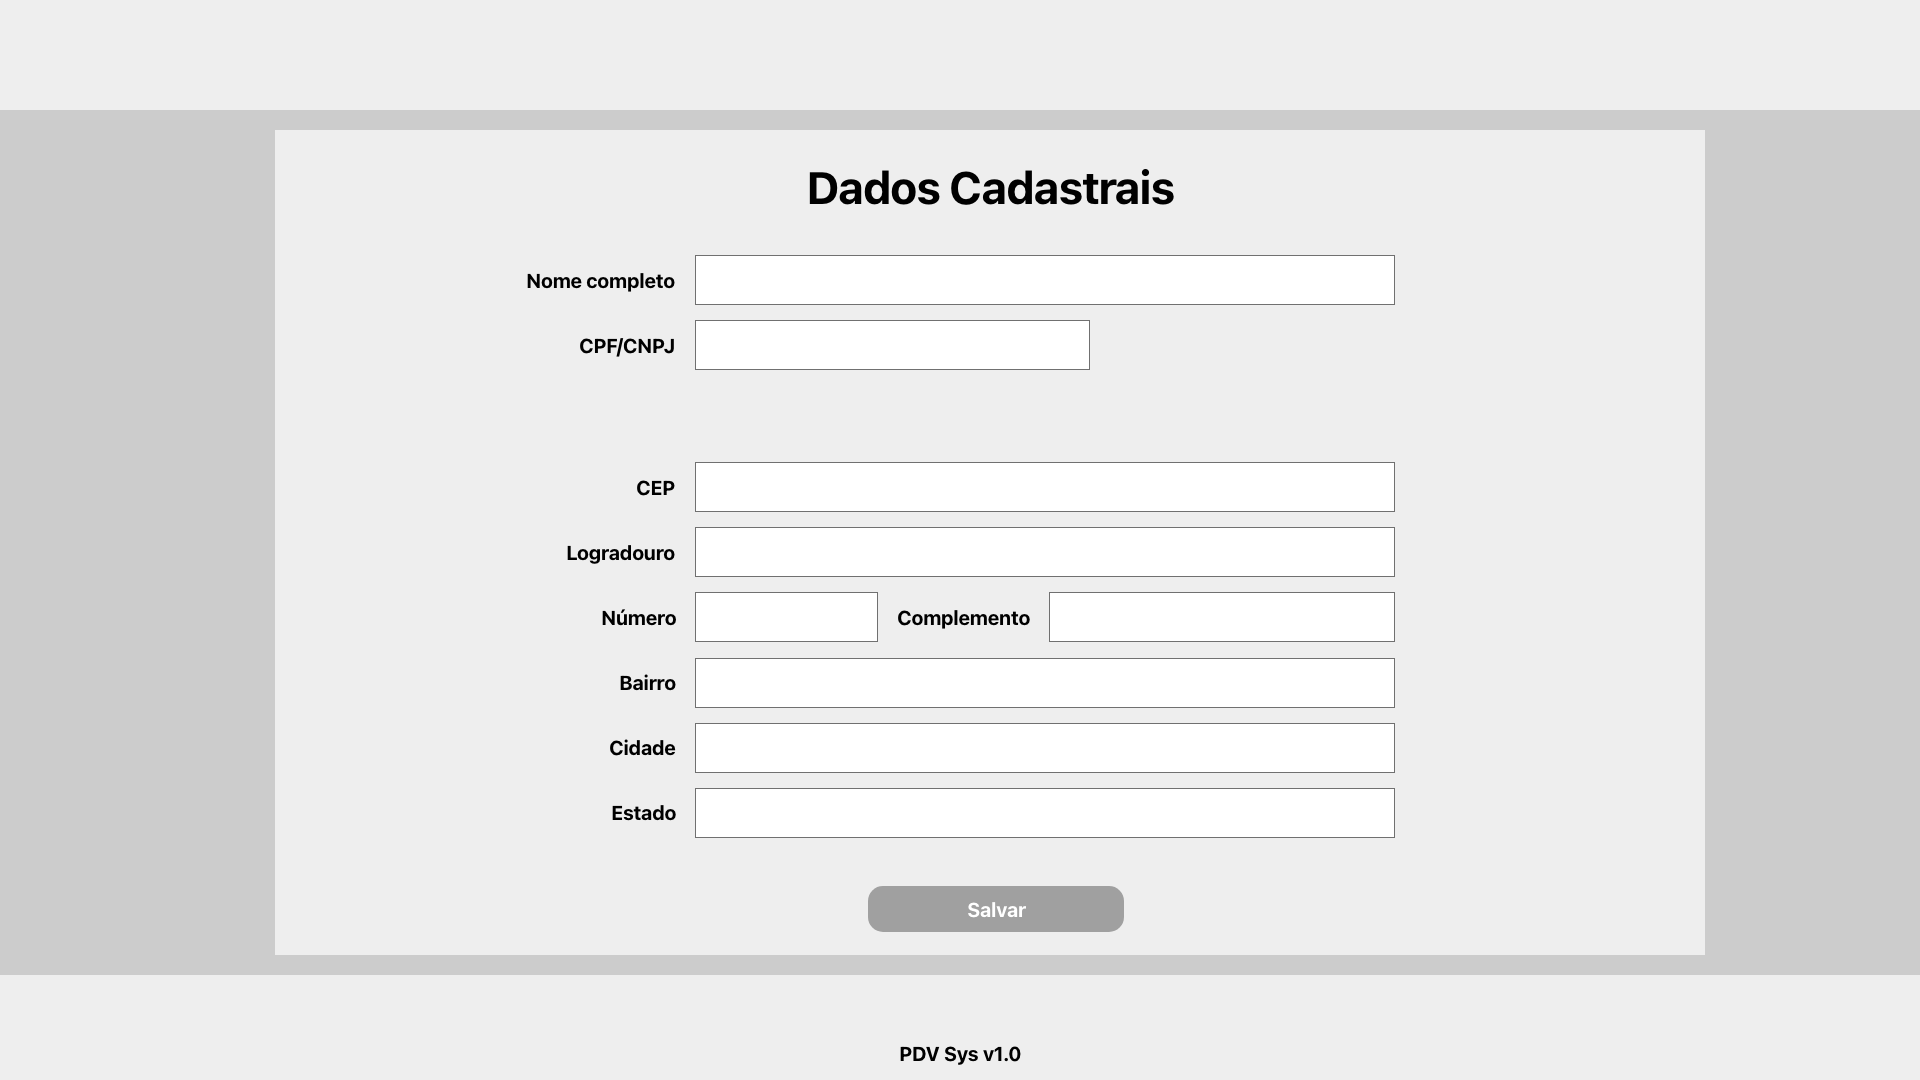 Dados Cadastrais
Nome completo
CPF/CNPJ
CEP
Logradouro
Número Complemento
Bairro
Cidade
Estado
Salvar
PDV Sys v1.0